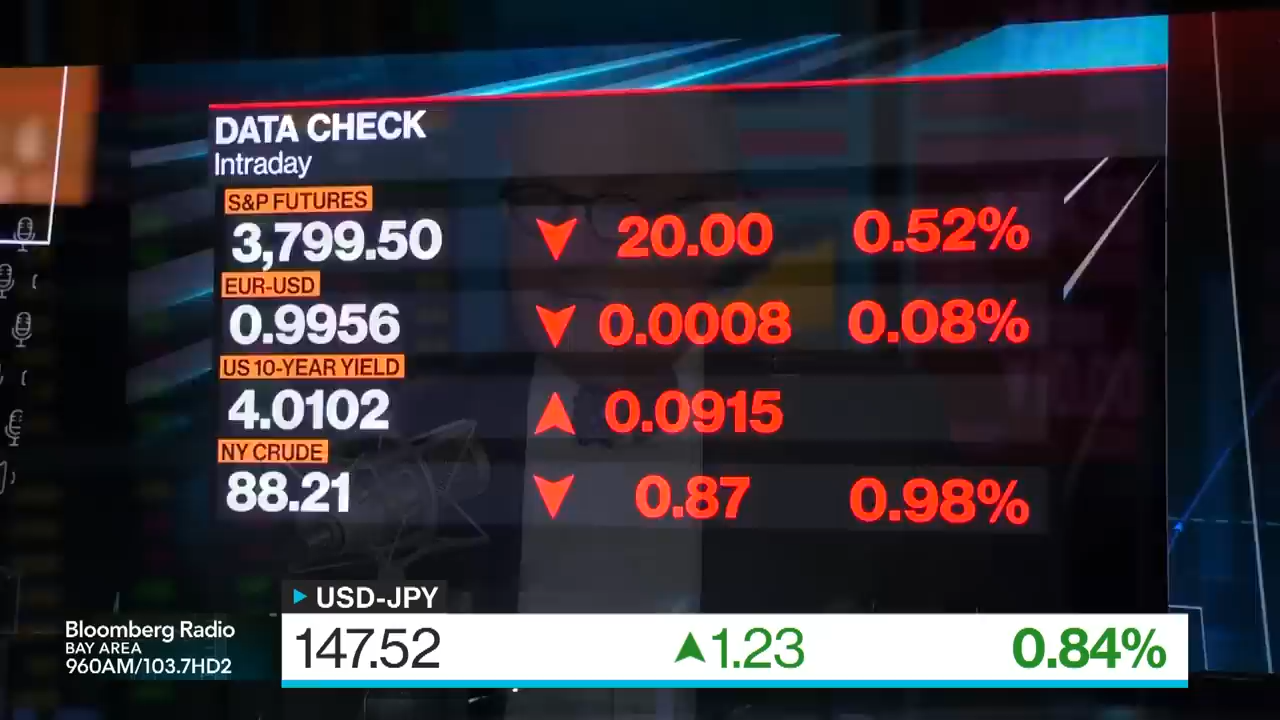 DATA CHECK
Intraday
S&P FUTURES
3,799.50 ▼ 20.00 0.52%
EUR-USD
0.9956 ▼ 0.0008 0.08%
US 10-YEAR YIELD
4.0102 ▲ 0.0915
NY CRUDE
88.21 ▼ 0.87 0.98%
USD-JPY
147.52 ▲1.23 0.84%
Bloomberg Radio
BAY AREA
960AM/103.7HD2